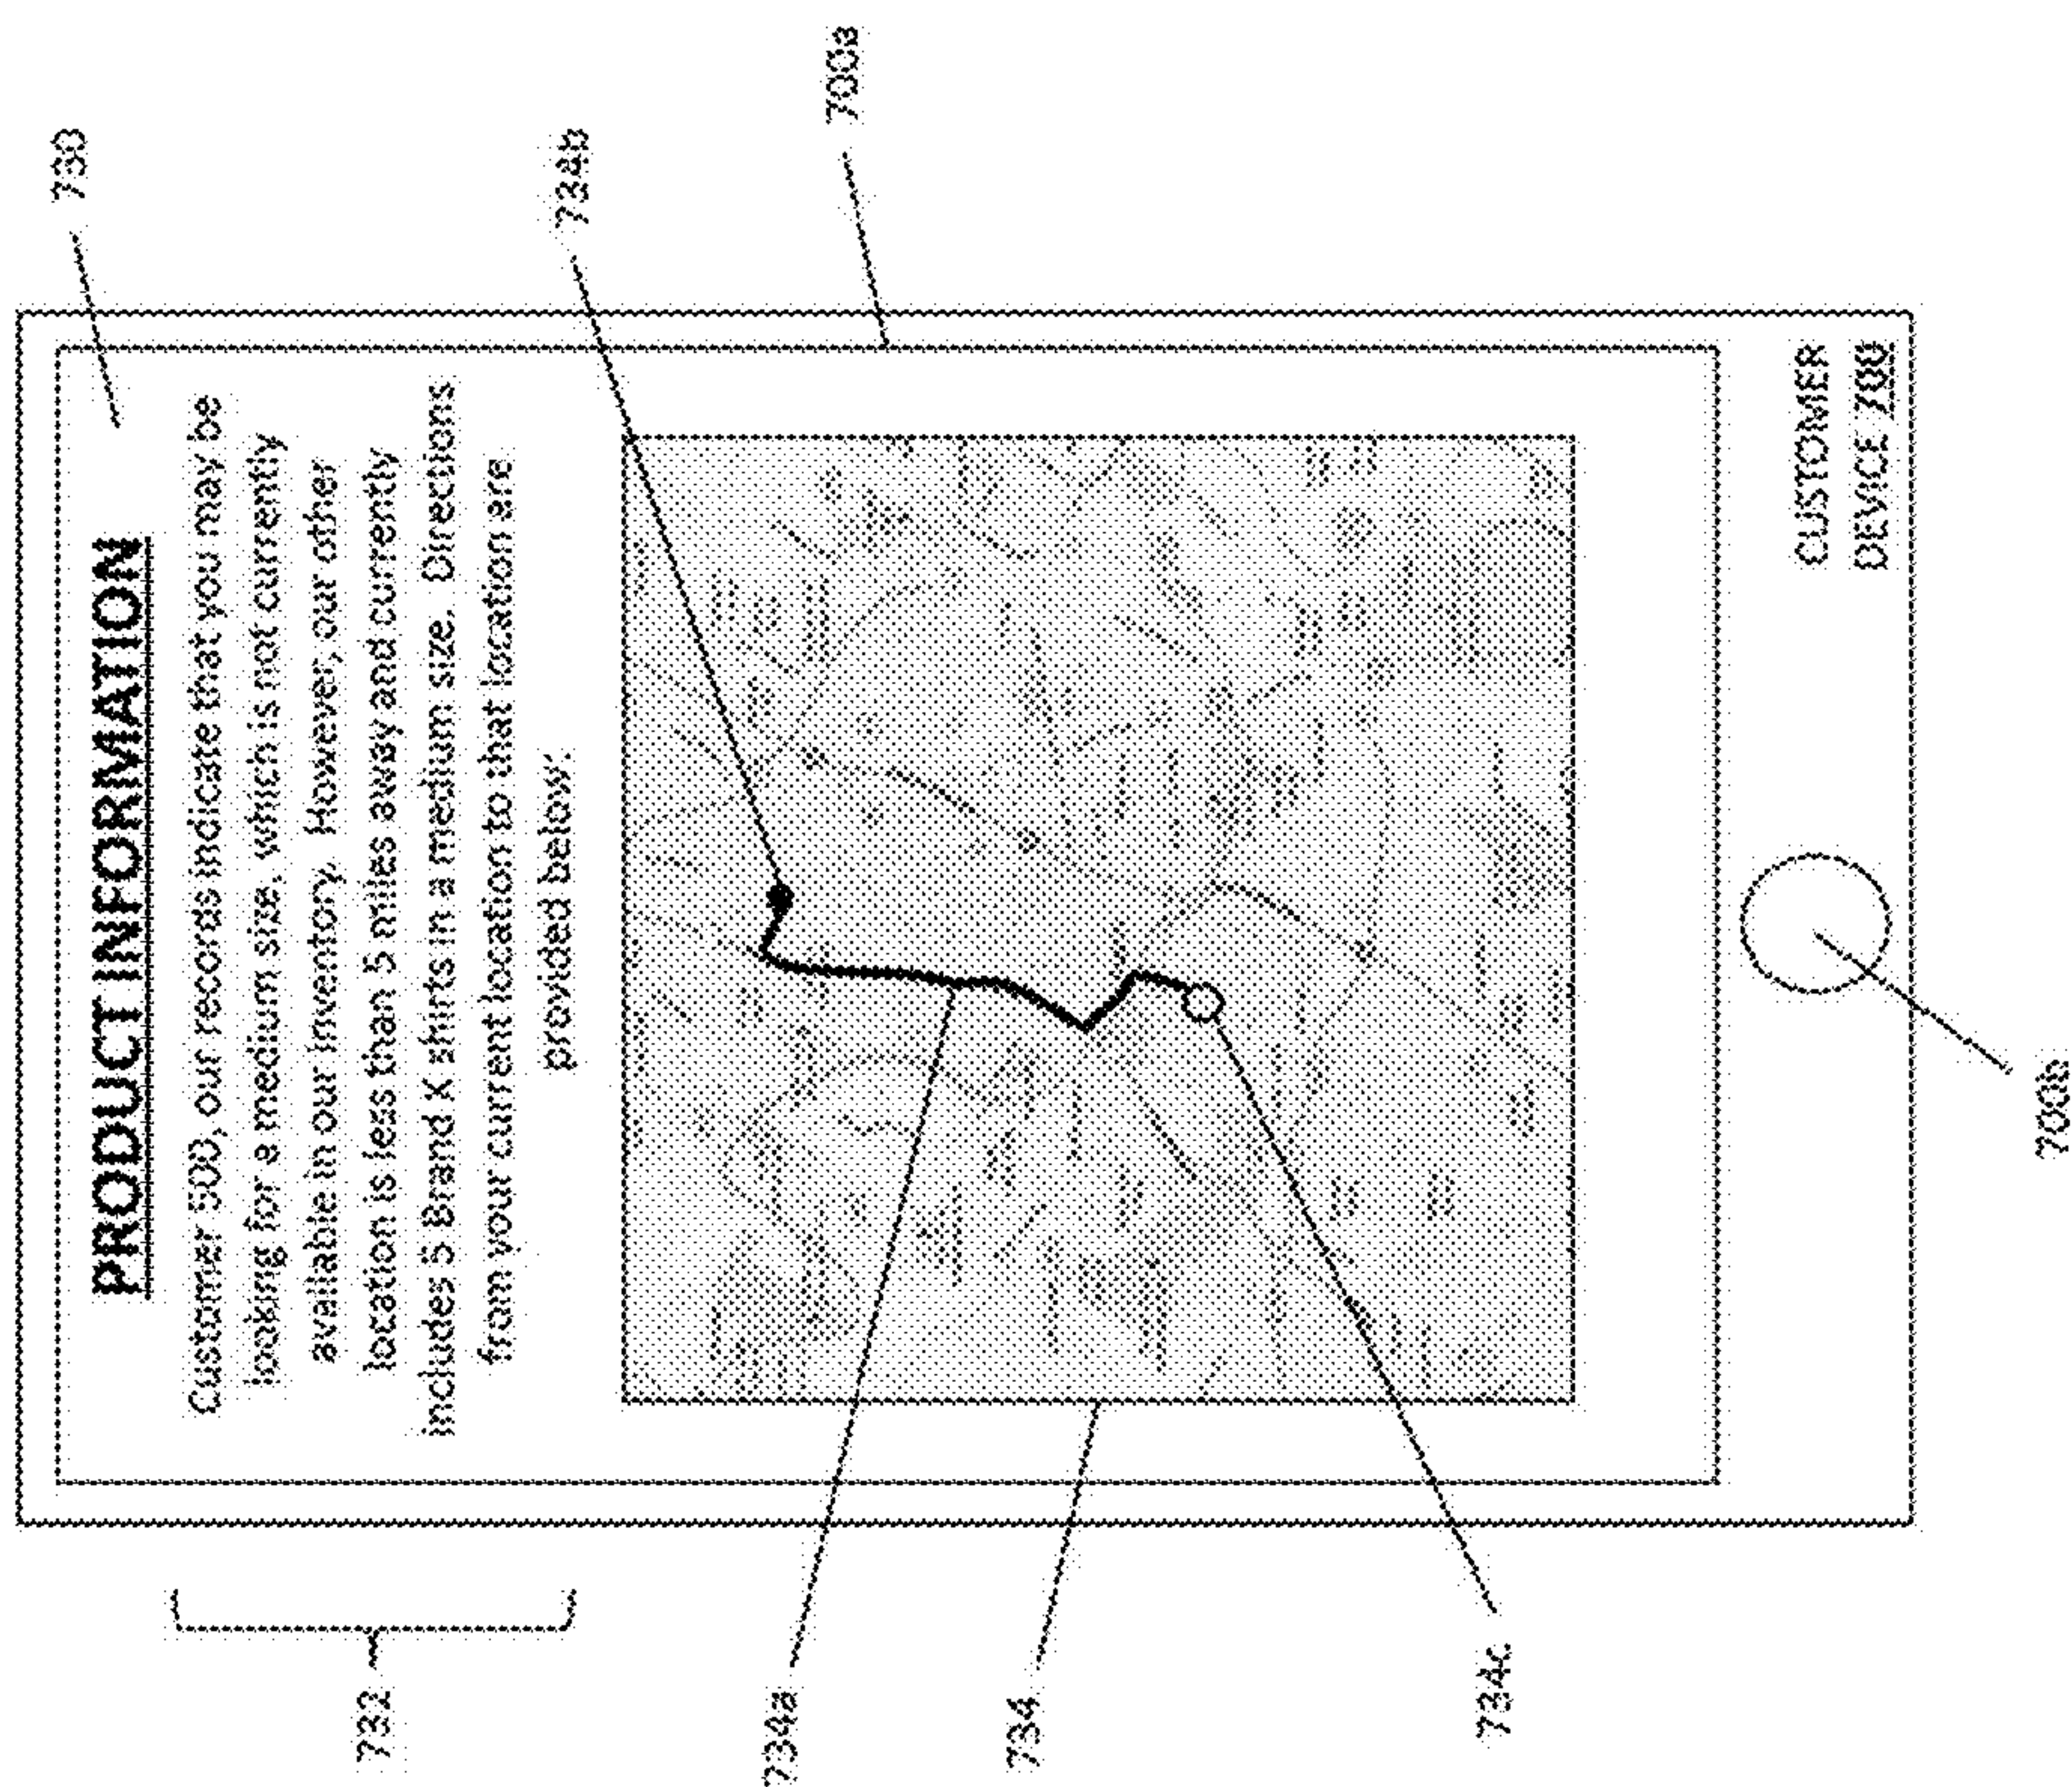 730
PRODUCT INFORMATION
Customer 500, our records indicate that you may be
looking for a medium size, which is not currently
available in our inventory. However, our other
location is less than 5 miles away and currently
includes 5 Brand X shirts in a medium size. Directions
from your current location to that location are
provided below:
732
734b
734a
700a
734
734c
CUSTOMER
DEVICE 700
700b